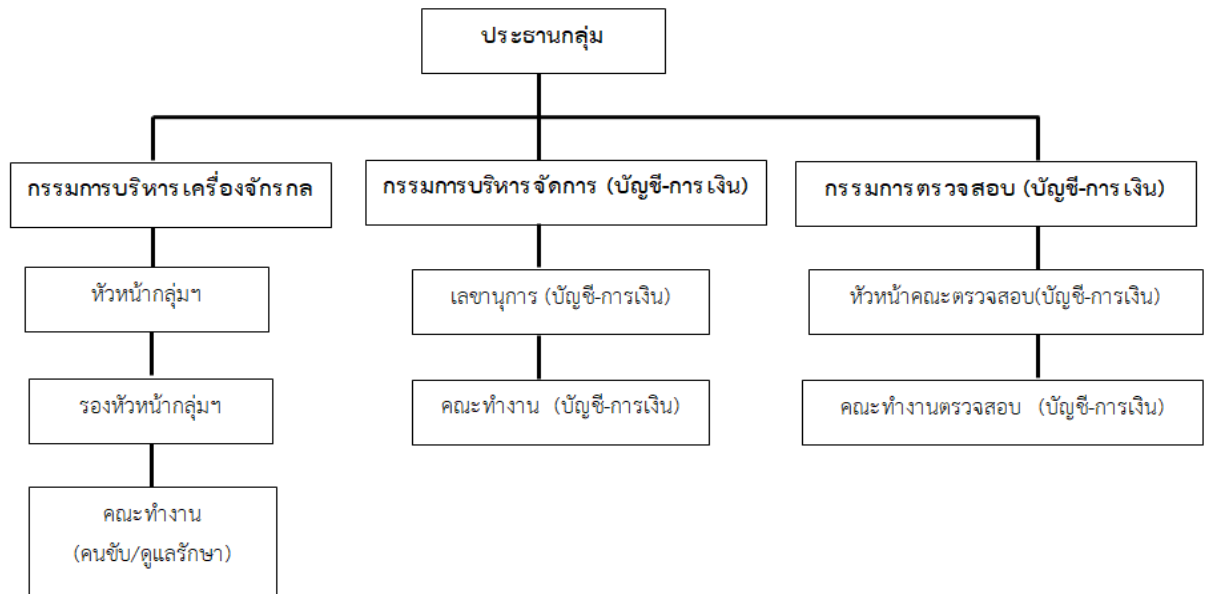 ประธานกลุ่ม
กรรมการบริหารเครื่องจักรกล
กรรมการบริหารจัดการ (บัญชี-การเงิน)
กรรมการตรวจสอบ (บัญชี-การเงิน)
หัวหน้ากลุ่มฯ
เลขานุการ (บัญชี-การเงิน)
หัวหน้าคณะตรวจสอบ(บัญชี-การเงิน)
รองหัวหน้ากลุ่มฯ
คณะทำงาน (บัญชี-การเงิน)
คณะทำงานตรวจสอบ (บัญชี-การเงิน)
คณะทำงาน
(คนขับ/ดูแลรักษา)